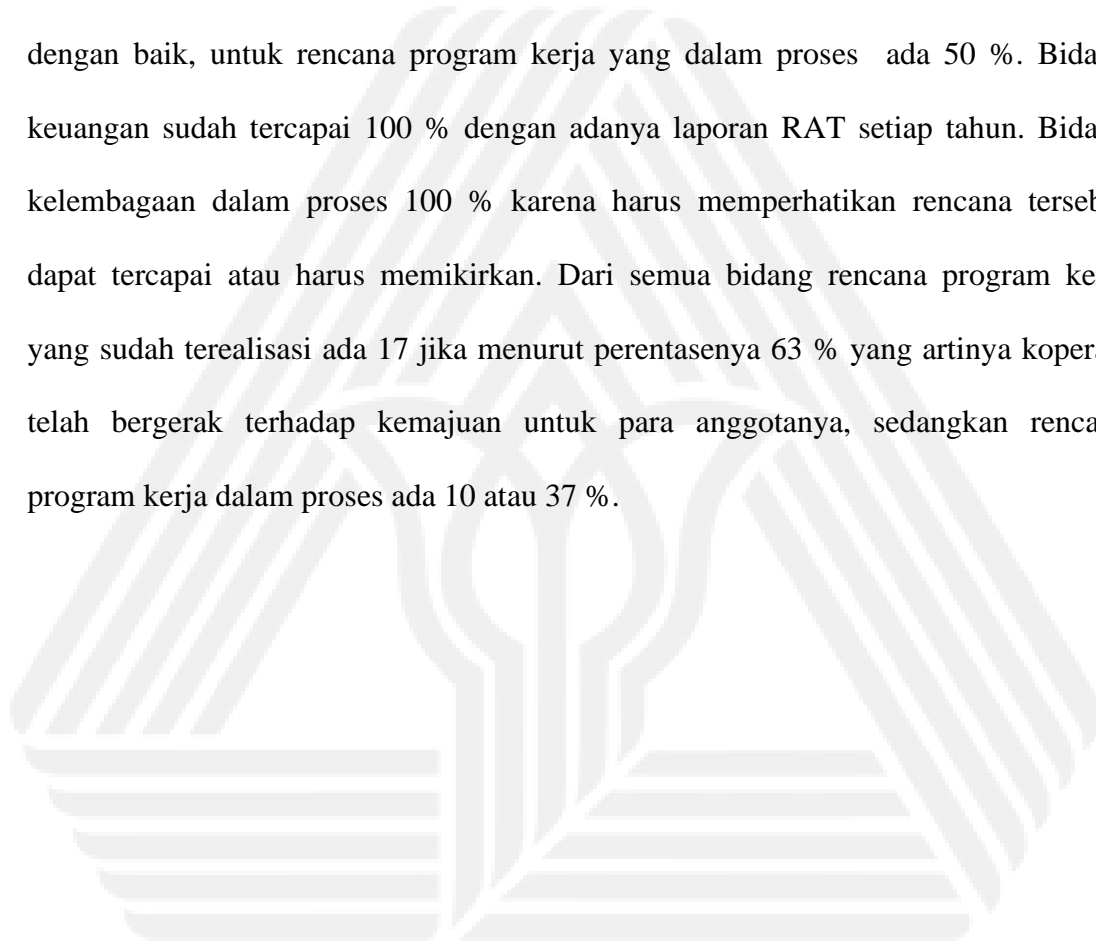 dengan baik, untuk rencana program kerja yang dalam proses ada 50 %. Bida
keuangan sudah tercapai 100 % dengan adanya laporan RAT setiap tahun. Bida
kelembagaan dalam proses 100 % karena harus memperhatikan rencana terseb
dapat tercapai atau harus memikirkan. Dari semua bidang rencana program ke
yang sudah terealisasi ada 17 jika menurut perentasenya 63 % yang artinya kopera
telah bergerak terhadap kemajuan untuk para anggotanya, sedangkan renca
program kerja dalam proses ada 10 atau 37 %.